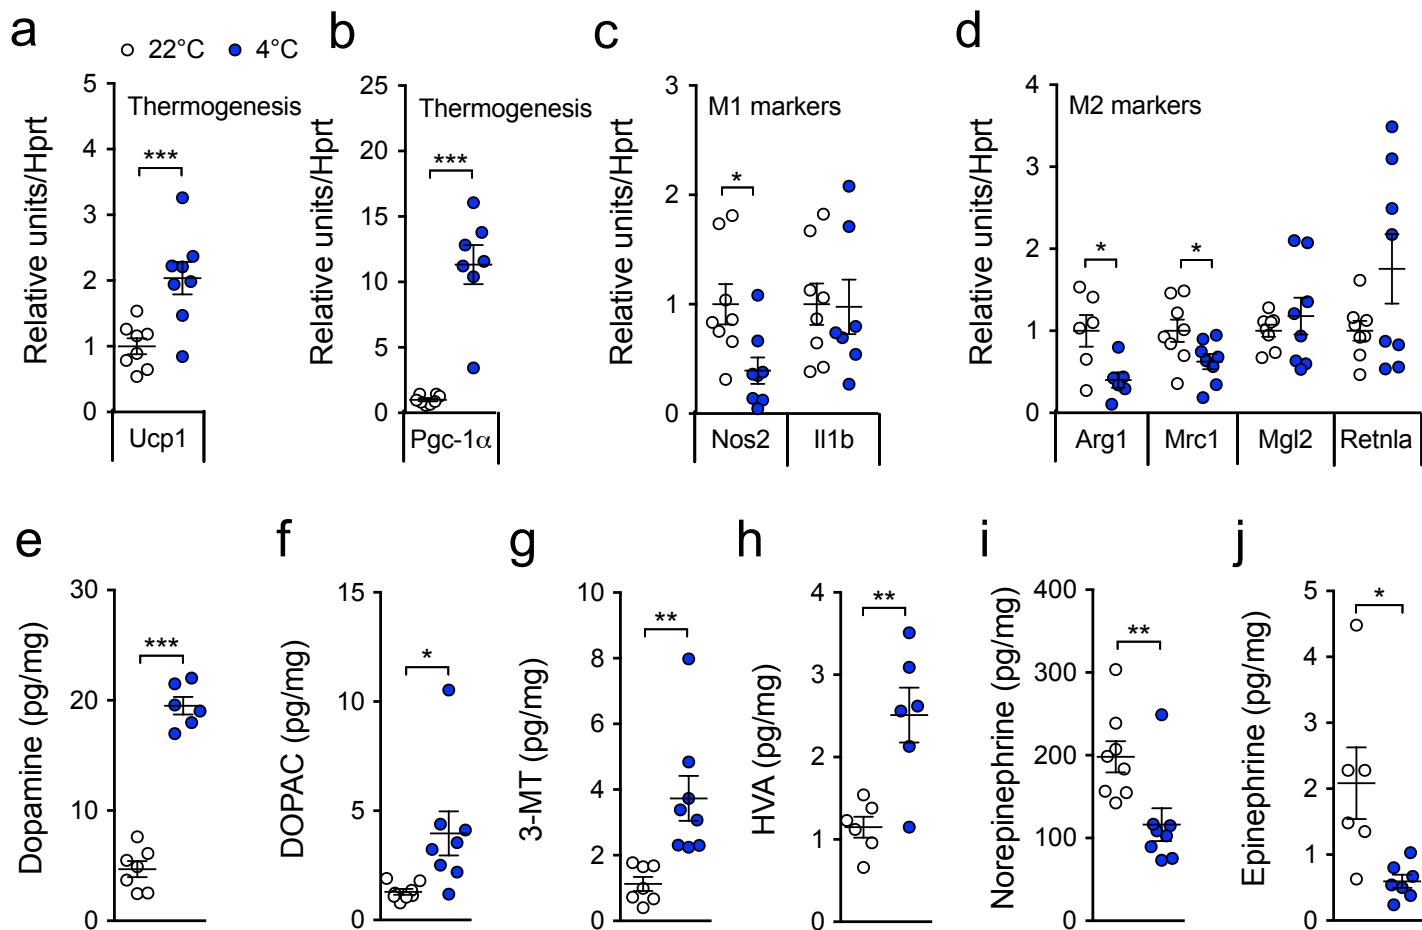 a
22°C
4°C
5
4
3
2
1
0
Relative units/Hprt
Thermogenesis
***
Ucp1
b
25
20
15
10
5
0
Relative units/Hprt
Thermogenesis
***
Pgc-1α
c
3
2
1
0
Relative units/Hprt
M1 markers
*
Nos2
Il1b
d
4
3
2
1
0
Relative units/Hprt
M2 markers
*
*
Arg1
Mrc1
Mgl2
Retnla
e
30
20
10
0
Dopamine (pg/mg)
***
f
15
10
5
0
DOPAC (pg/mg)
*
g
10
8
6
4
2
0
3-MT (pg/mg)
**
h
4
3
2
1
0
HVA (pg/mg)
**
i
400
300
200
100
0
Norepinephrine (pg/mg)
**
j
5
4
3
2
1
0
Epinephrine (pg/mg)
*